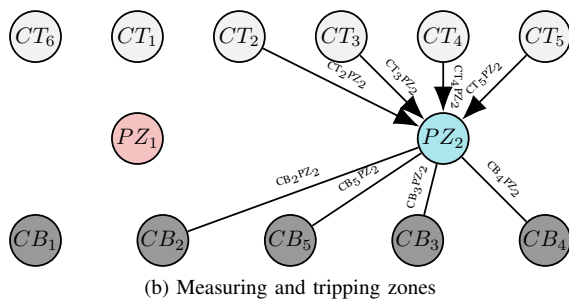 CT6 CT1 CT2 CT3 CT4 CT5
CT2PZ2 CT3PZ2 CT4PZ2 CT5PZ2
PZ1 PZ2
CB2PZ2 CB5PZ2 CB3PZ2 CB4PZ2
CB1 CB2 CB5 CB3 CB4
(b) Measuring and tripping zones